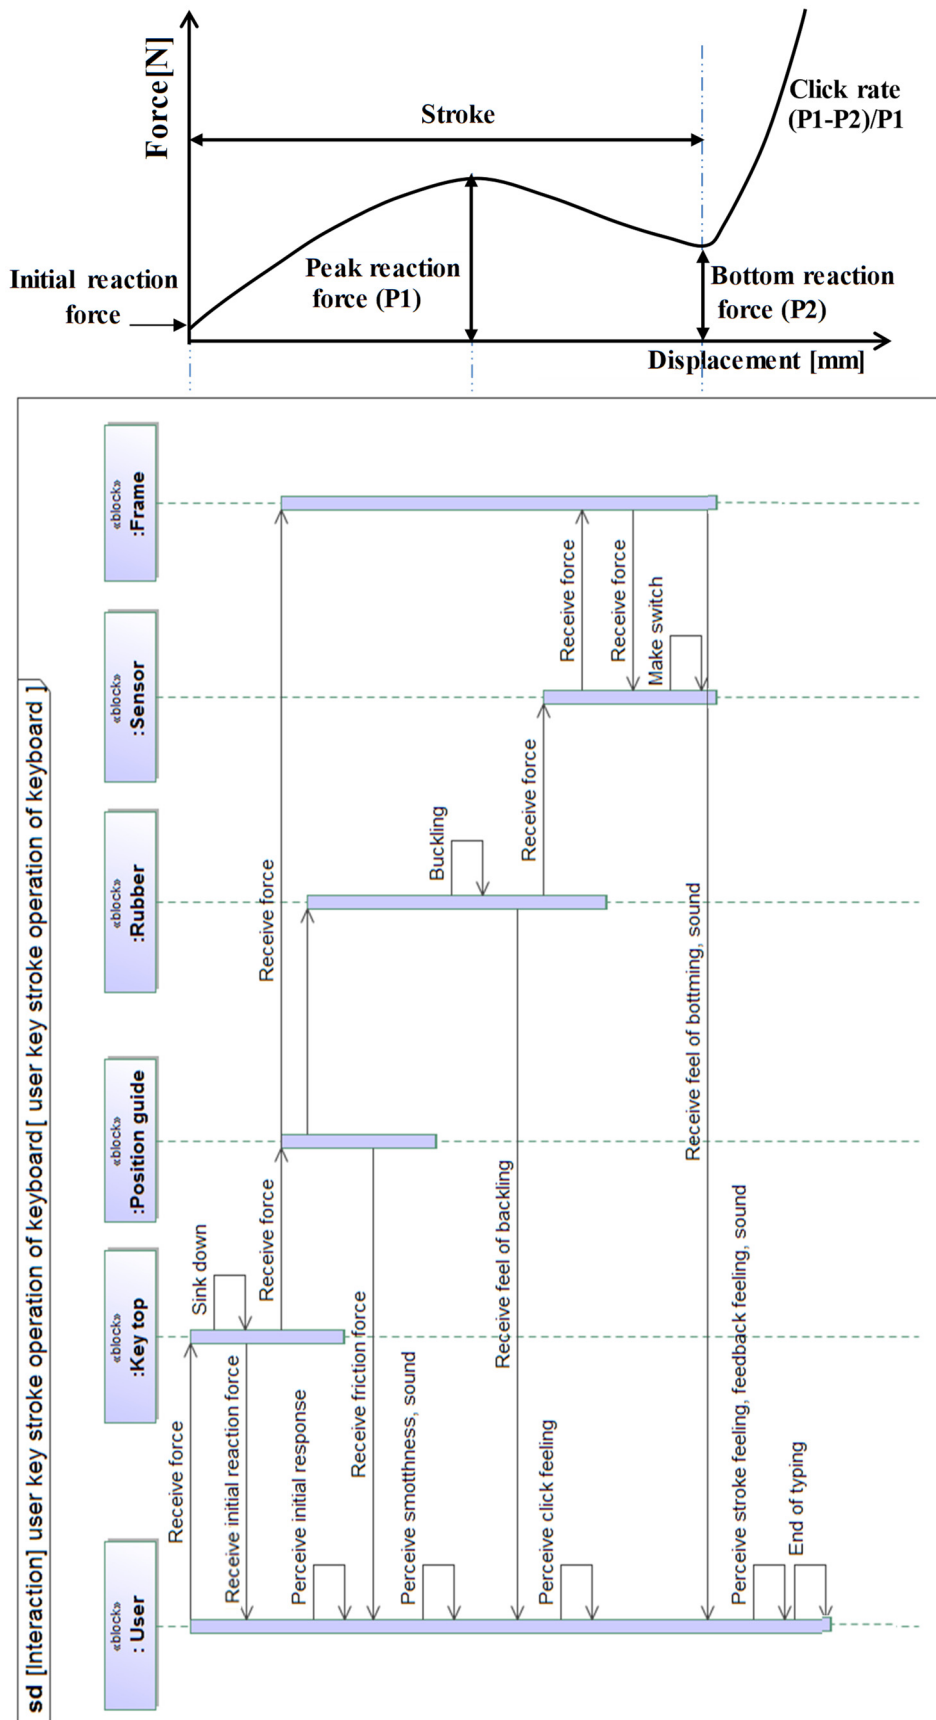 Force[N]
Stroke
Click rate
(P1-P2)/P1
Initial reaction
force
Peak reaction
force (P1)
Bottom reaction
force (P2)
Displacement [mm]
sd [Interaction] user key stroke operation of keyboard[ user key stroke operation of keyboard ]
«block»
:Frame
«block»
:Sensor
«block»
:Rubber
«block»
:Position guide
«block»
:Key top
«block»
: User
Receive force
Receive force
Make switch
Receive force
Buckling
Receive force
Receive feel of bottming, sound
Sink down
Receive force
Receive feel of backling
Receive force
Receive initial reaction force
Perceive initial response
Receive friction force
Perceive smotthness, sound
Perceive click feeling
Perceive stroke feeling, feedback feeling, sound
End of typing